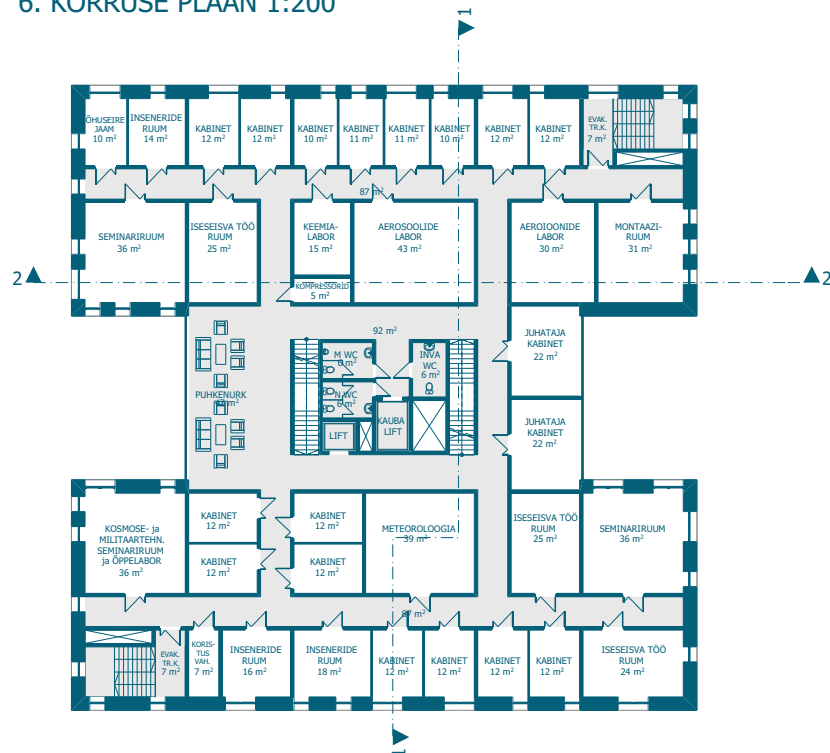 6. KORRUSE PLAAN 1:200
1
ÕHUSEIRE
JAAM
10 m²
INSENERIDE
RUUM
14 m²
KABINET
12 m²
KABINET
12 m²
KABINET
10 m²
KABINET
11 m²
KABINET
11 m²
KABINET
10 m²
KABINET
12 m²
KABINET
12 m²
EVAK.
TR.K.
7 m²
87 m²
SEMINARIRUUM
36 m²
ISESEISVA TÖÖ
RUUM
25 m²
KEEMIA-
LABOR
15 m²
AEROSOOLIDE
LABOR
43 m²
AEROIOONIDE
LABOR
30 m²
MONTAAZI-
RUUM
31 m²
2
2
KOMPRESSORID
5 m²
92 m²
JUHATAJA
KABINET
22 m²
M WC
6 m²
INVA
WC
6 m²
PUHKENURK
N WC
6 m²
KAUBA
LIFT
LIFT
JUHATAJA
KABINET
22 m²
KOSMOSE- ja
MILITAARTEHN.
SEMINARIRUUM
ja ÕPPELABOR
36 m²
KABINET
12 m²
KABINET
12 m²
METEOROLOOGIA
39 m²
ISESEISVA TÖÖ
RUUM
25 m²
SEMINARIRUUM
36 m²
KABINET
12 m²
KABINET
12 m²
87 m²
EVAK.
TR.K.
7 m²
KORIS-
TUS
VAH.
7 m²
INSENERIDE
RUUM
16 m²
INSENERIDE
RUUM
18 m²
KABINET
12 m²
KABINET
12 m²
KABINET
12 m²
KABINET
12 m²
ISESEISVA TÖÖ
RUUM
24 m²
1